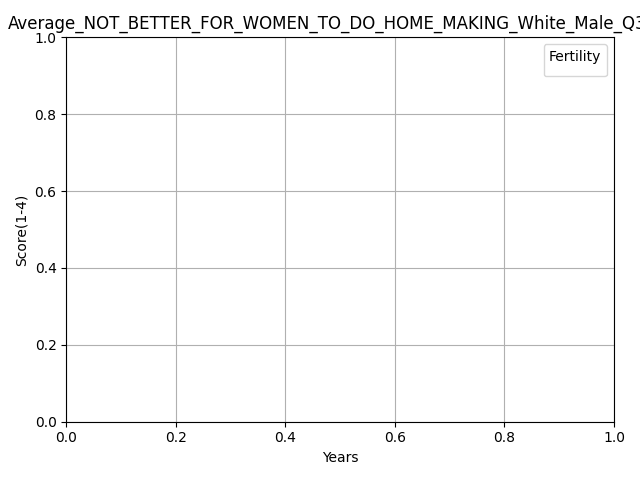 Average_NOT_BETTER_FOR_WOMEN_TO_DO_HOME_MAKING_White_Male_Q3
Fertility
Score(1-4)
1.0
0.8
0.6
0.4
0.2
0.0
0.0 0.2 0.4 0.6 0.8 1.0
Years